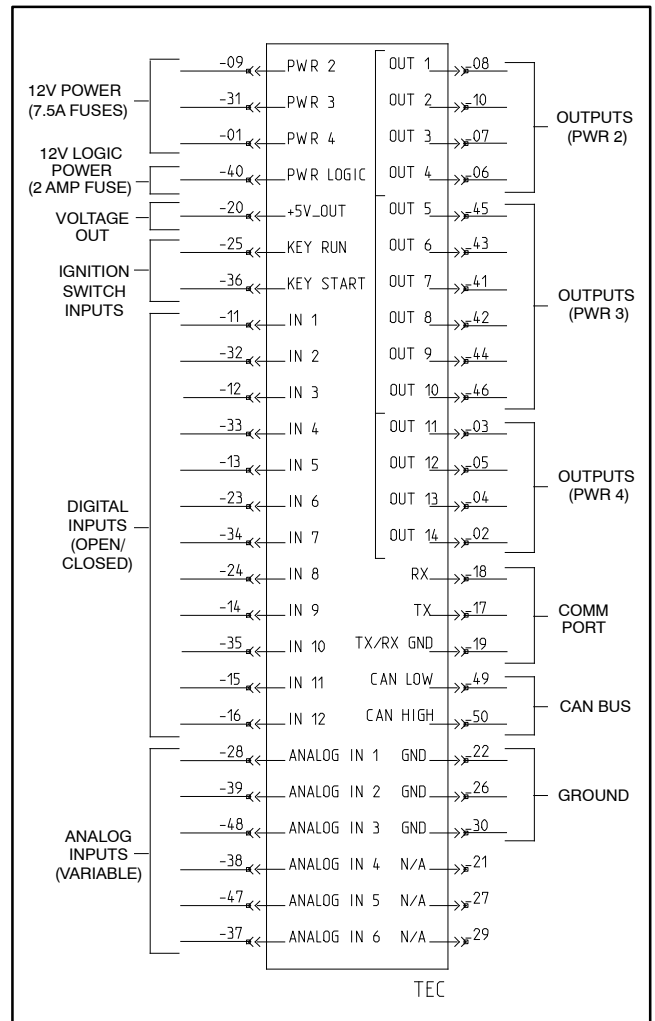 12V POWER
(7.5A FUSES)
12V LOGIC
POWER
(2 AMP FUSE)
VOLTAGE
OUT
IGNITION
SWITCH
INPUTS
DIGITAL
INPUTS
(OPEN/
CLOSED)
ANALOG
INPUTS
(VARIABLE)
-09 PWR 2 OUT 1 -08
-31 PWR 3 OUT 2 -10
-01 PWR 4 OUT 3 -07
-40 PWR LOGIC OUT 4 -06
-20 +5V_OUT OUT 5 -45
-25 KEY RUN OUT 6 -43
-36 KEY START OUT 7 -41
-11 IN 1 OUT 8 -42
-32 IN 2 OUT 9 -44
-12 IN 3 OUT 10 -46
-33 IN 4 OUT 11 -03
-13 IN 5 OUT 12 -05
-23 IN 6 OUT 13 -04
-34 IN 7 OUT 14 -02
-24 IN 8 RX -18
-14 IN 9 TX -17
-35 IN 10 TX/RX GND -19
-15 IN 11 CAN LOW -49
-16 IN 12 CAN HIGH -50
-28 ANALOG IN 1 GND -22
-39 ANALOG IN 2 GND -26
-48 ANALOG IN 3 GND -30
-38 ANALOG IN 4 N/A -21
-47 ANALOG IN 5 N/A -27
-37 ANALOG IN 6 N/A -29
TEC
OUTPUTS
(PWR 2)
OUTPUTS
(PWR 3)
OUTPUTS
(PWR 4)
COMM
PORT
CAN BUS
GROUND